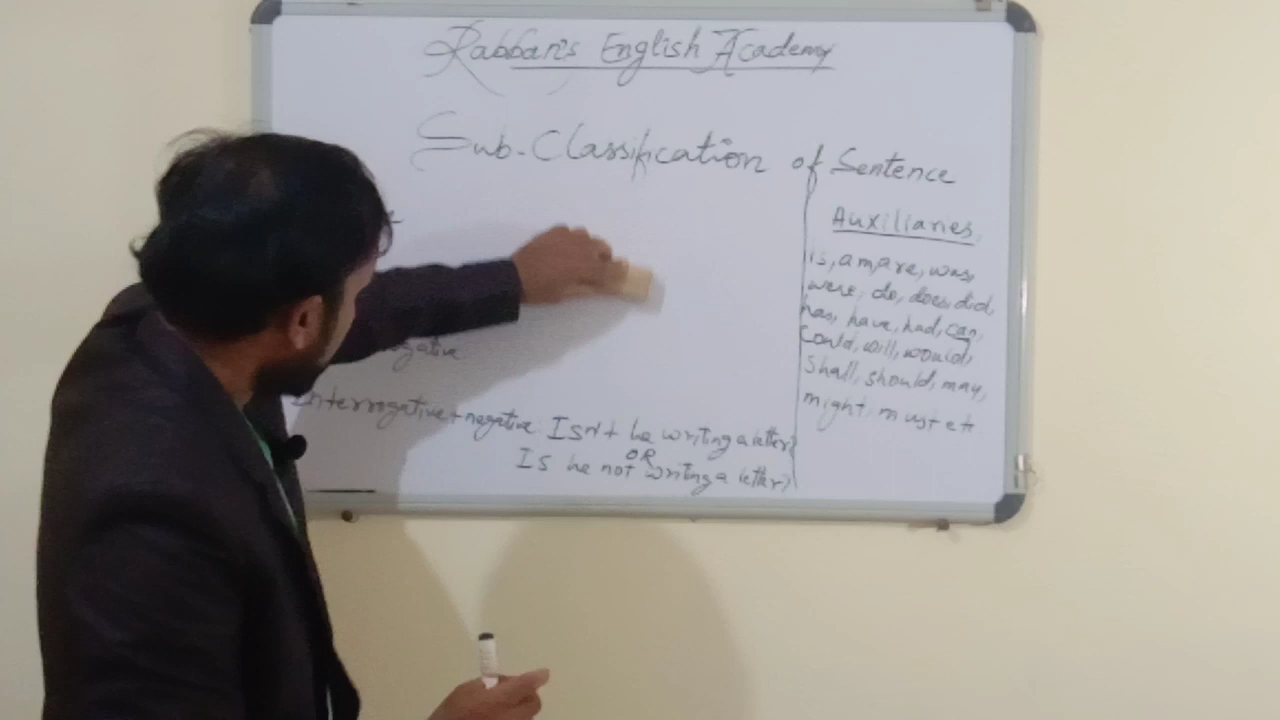 Rabban's English Academy
Sub-Classification of Sentence
Auxiliaries
is, am, are, was,
were, do, does, did,
has, have, had, can,
Could, will, would,
Shall, should, may,
might, must etc
Interrogative + negative: Isn't he writing a letter?
OR
Is he not writing a letter?